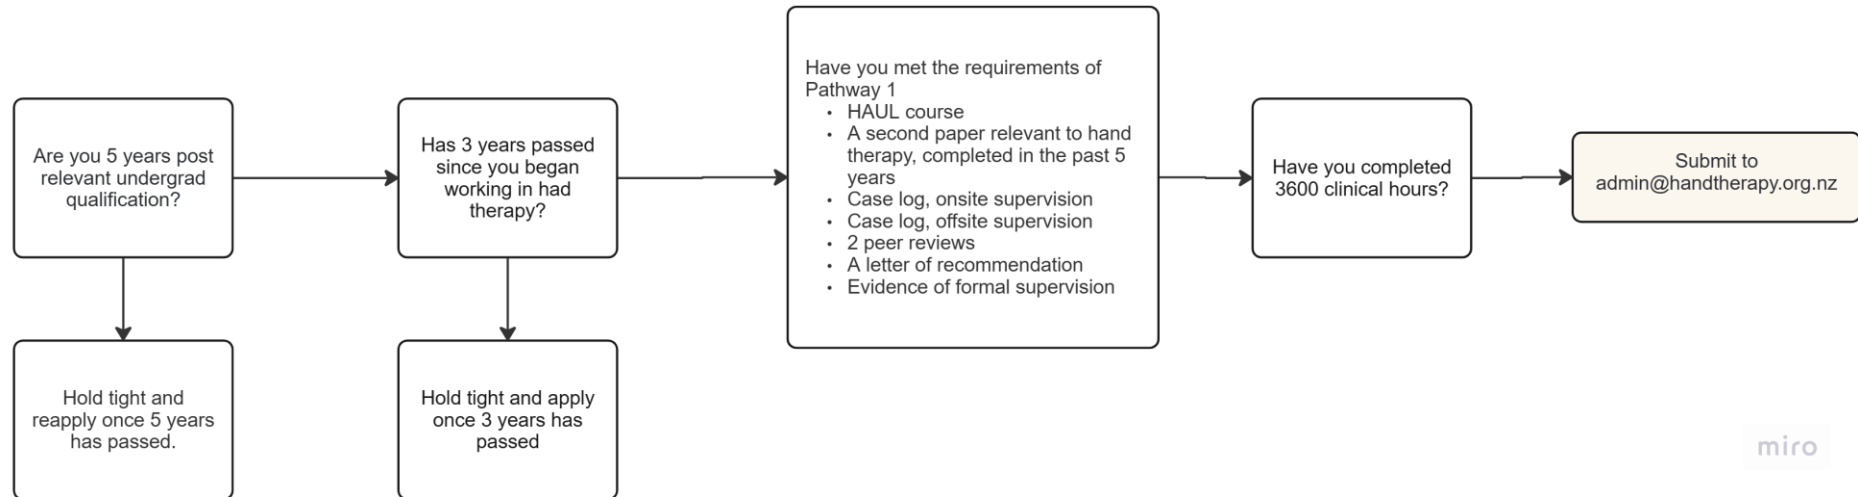 Are you 5 years post
relevant undergrad
qualification?
Hold tight and
reapply once 5 years
has passed.
Has 3 years passed
since you began
working in had
therapy?
Hold tight and apply
once 3 years has
passed
Have you met the requirements of
Pathway 1
• HAUL course
• A second paper relevant to hand
therapy, completed in the past 5
years
• Case log, onsite supervision
• Case log, offsite supervision
• 2 peer reviews
• A letter of recommendation
• Evidence of formal supervision
Have you completed
3600 clinical hours?
Submit to
admin@handtherapy.org.nz
miro